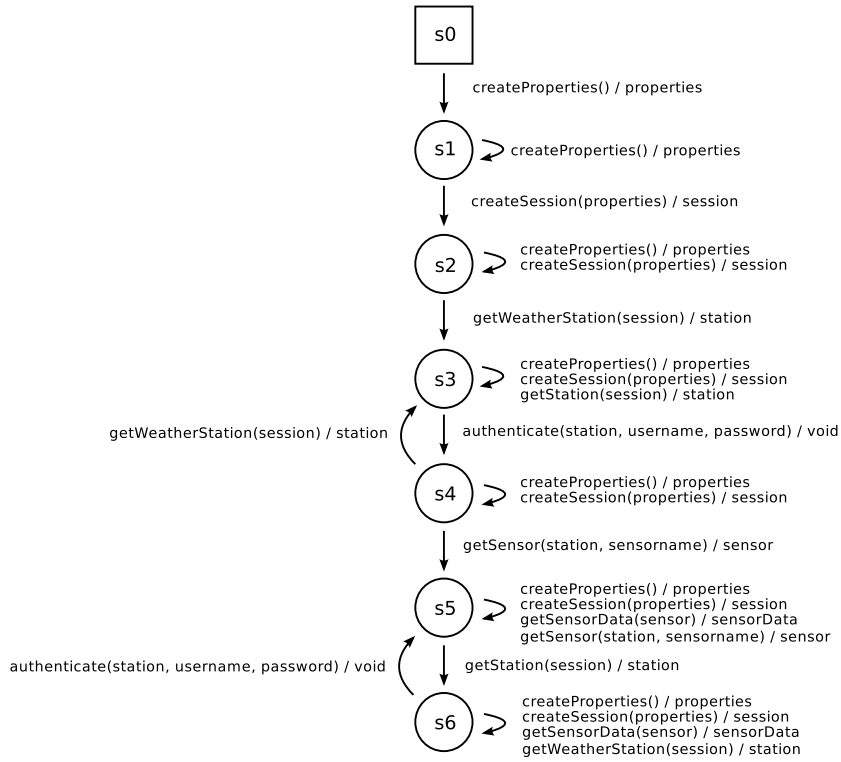 s0
createProperties() / properties
s1
createProperties() / properties
createSession(properties) / session
s2
createProperties() / properties
createSession(properties) / session
getWeatherStation(session) / station
s3
createProperties() / properties
createSession(properties) / session
getStation(session) / station
getWeatherStation(session) / station
authenticate(station, username, password) / void
s4
createProperties() / properties
createSession(properties) / session
getSensor(station, sensorname) / sensor
s5
createProperties() / properties
createSession(properties) / session
getSensorData(sensor) / sensorData
getSensor(station, sensorname) / sensor
authenticate(station, username, password) / void
getStation(session) / station
s6
createProperties() / properties
createSession(properties) / session
getSensorData(sensor) / sensorData
getWeatherStation(session) / station